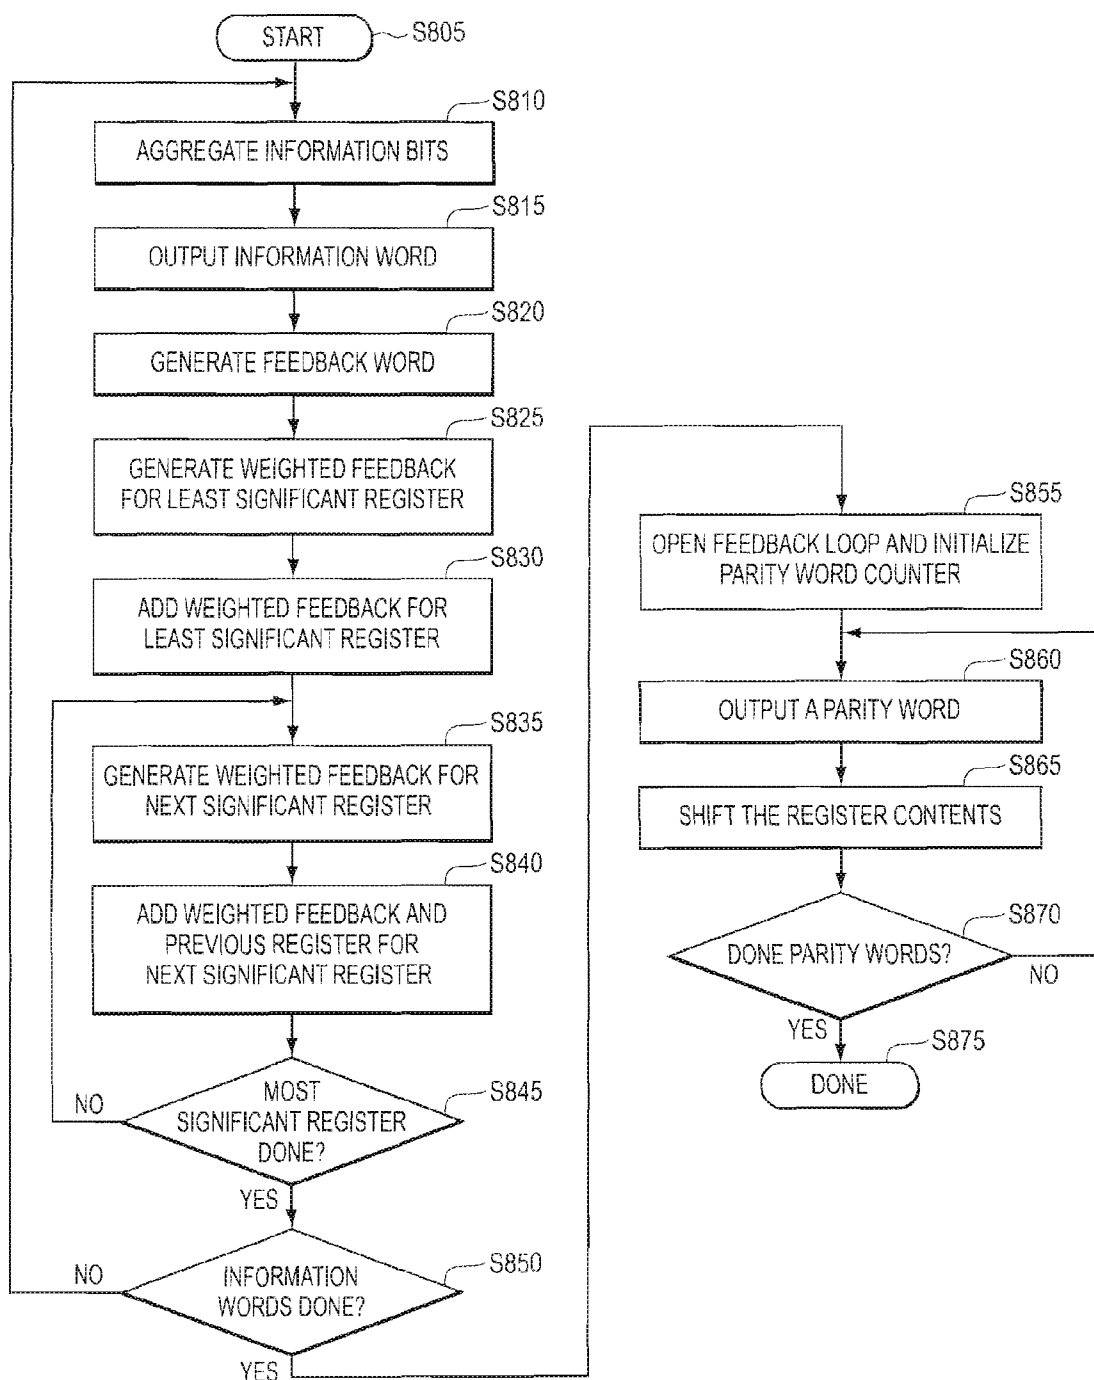 START
S805
S810
AGGREGATE INFORMATION BITS
S815
OUTPUT INFORMATION WORD
S820
GENERATE FEEDBACK WORD
S825
GENERATE WEIGHTED FEEDBACK
FOR LEAST SIGNIFICANT REGISTER
S830
ADD WEIGHTED FEEDBACK FOR
LEAST SIGNIFICANT REGISTER
S835
GENERATE WEIGHTED FEEDBACK FOR
NEXT SIGNIFICANT REGISTER
S840
ADD WEIGHTED FEEDBACK AND
PREVIOUS REGISTER FOR
NEXT SIGNIFICANT REGISTER
S845
MOST
SIGNIFICANT REGISTER
DONE?
NO
YES
S850
INFORMATION
WORDS DONE?
NO
YES
S855
OPEN FEEDBACK LOOP AND INITIALIZE
PARITY WORD COUNTER
S860
OUTPUT A PARITY WORD
S865
SHIFT THE REGISTER CONTENTS
S870
DONE PARITY WORDS?
NO
YES
S875
DONE